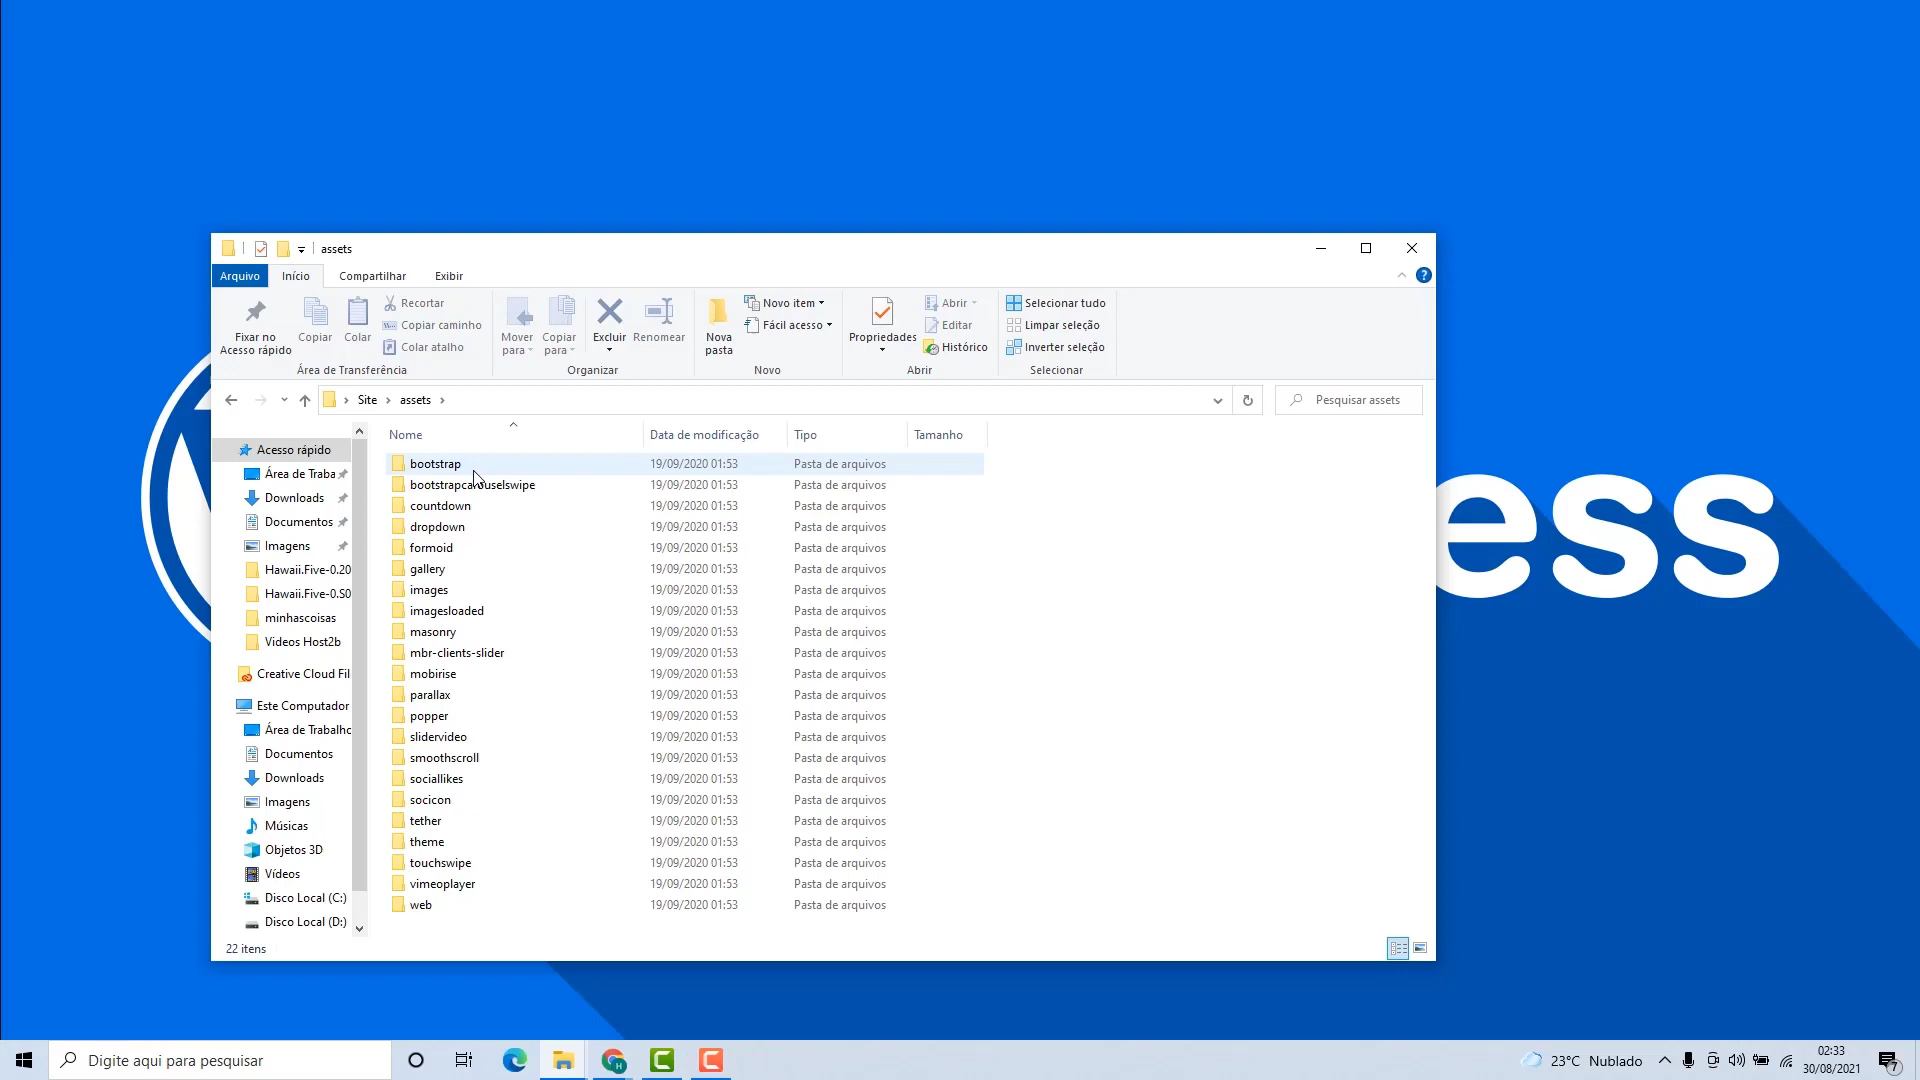 assets
Arquivo Início Compartilhar Exibir
Fixar no
Acesso rápido
Copiar
Colar
Recortar
Copiar caminho
Colar atalho
Área de Transferência
Mover
para
Copiar
para
Excluir
Renomear
Organizar
Nova
pasta
Novo item
Fácil acesso
Novo
Propriedades
Abrir
Editar
Histórico
Abrir
Selecionar tudo
Limpar seleção
Inverter seleção
Selecionar
Site > assets >
Pesquisar assets
Acesso rápido
Área de Traba
Downloads
Documentos
Imagens
Hawaii.Five-0.20
Hawaii.Five-0.S0
minhascoisas
Videos Host2b
Creative Cloud Fil
Este Computador
Área de Trabalho
Documentos
Downloads
Imagens
Músicas
Objetos 3D
Vídeos
Disco Local (C:)
Disco Local (D:)
Nome Data de modificação Tipo Tamanho
bootstrap 19/09/2020 01:53 Pasta de arquivos
bootstrapcarouselswipe 19/09/2020 01:53 Pasta de arquivos
countdown 19/09/2020 01:53 Pasta de arquivos
dropdown 19/09/2020 01:53 Pasta de arquivos
formoid 19/09/2020 01:53 Pasta de arquivos
gallery 19/09/2020 01:53 Pasta de arquivos
images 19/09/2020 01:53 Pasta de arquivos
imagesloaded 19/09/2020 01:53 Pasta de arquivos
masonry 19/09/2020 01:53 Pasta de arquivos
mbr-clients-slider 19/09/2020 01:53 Pasta de arquivos
mobirise 19/09/2020 01:53 Pasta de arquivos
parallax 19/09/2020 01:53 Pasta de arquivos
popper 19/09/2020 01:53 Pasta de arquivos
slidervideo 19/09/2020 01:53 Pasta de arquivos
smoothscroll 19/09/2020 01:53 Pasta de arquivos
sociallikes 19/09/2020 01:53 Pasta de arquivos
socicon 19/09/2020 01:53 Pasta de arquivos
tether 19/09/2020 01:53 Pasta de arquivos
theme 19/09/2020 01:53 Pasta de arquivos
touchswipe 19/09/2020 01:53 Pasta de arquivos
vimeoplayer 19/09/2020 01:53 Pasta de arquivos
web 19/09/2020 01:53 Pasta de arquivos
22 itens
ess
Digite aqui para pesquisar
23°C Nublado
02:33
30/08/2021
7